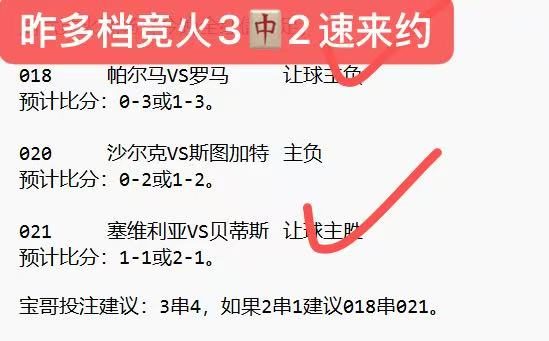 昨多档竞火3🀄2速来约
018 帕尔马VS罗马 让球主负
预计比分：0-3或1-3。
020 沙尔克VS斯图加特 主负
预计比分：0-2或1-2。
021 塞维利亚VS贝蒂斯 让球主胜
预计比分：1-1或2-1。
宝哥投注建议：3串4，如果2串1建议018串021。